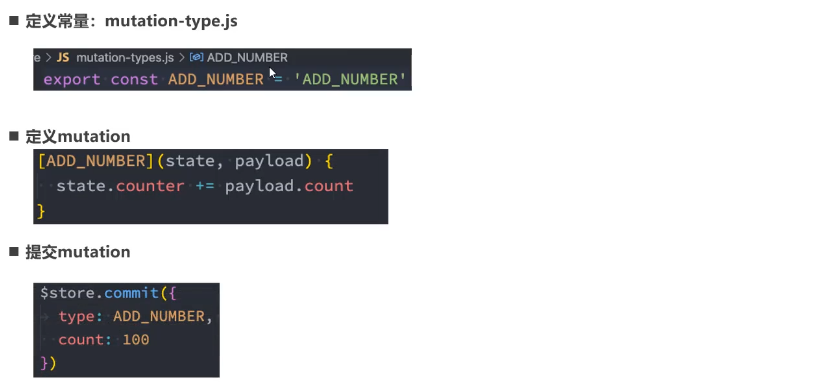 ■ 定义常量：mutation-type.js
e > JS mutation-types.js > ADD_NUMBER
export const ADD_NUMBER = 'ADD_NUMBER'
■ 定义mutation
[ADD_NUMBER](state, payload) {
state.counter += payload.count
}
■ 提交mutation
$store.commit({
type: ADD_NUMBER,
count: 100
})